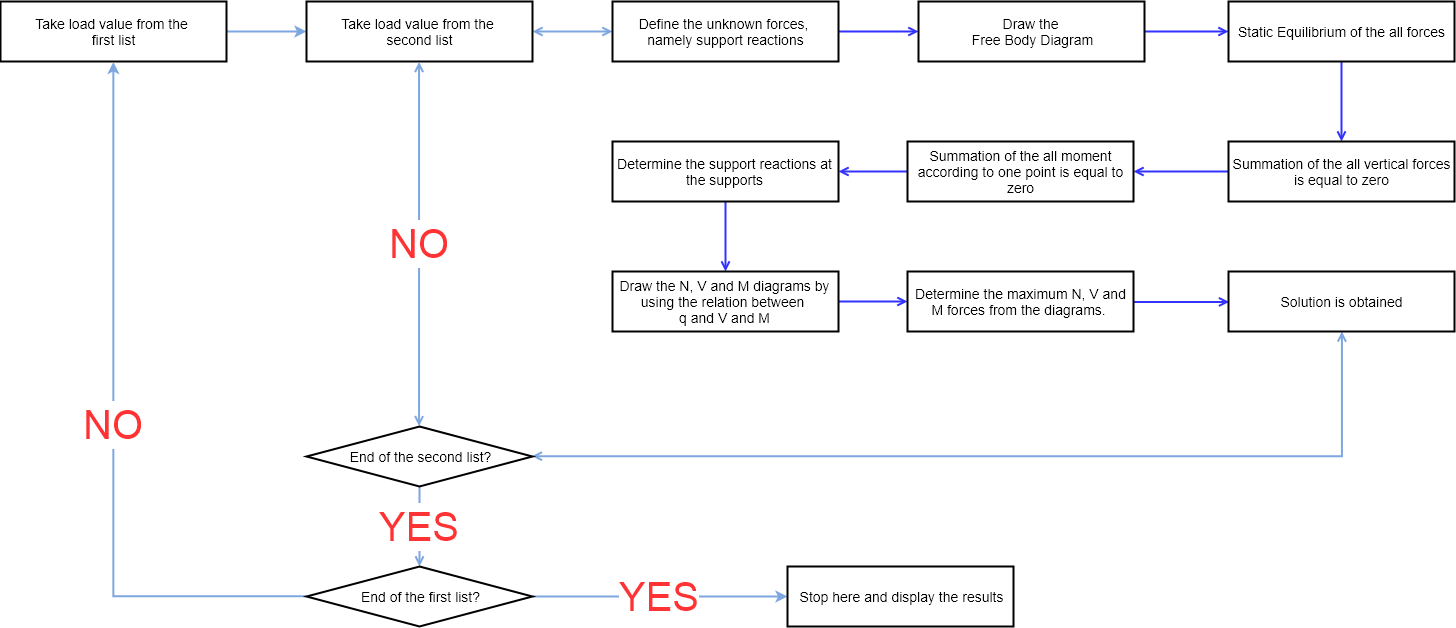 Take load value from the
first list
Take load value from the
second list
Define the unknown forces,
namely support reactions
Draw the
Free Body Diagram
Static Equilibrium of the all forces
Determine the support reactions at
the supports
Summation of the all moment
according to one point is equal to
zero
Summation of the all vertical forces
is equal to zero
NO
Draw the N, V and M diagrams by
using the relation between
q and V and M
Determine the maximum N, V and
M forces from the diagrams.
Solution is obtained
NO
End of the second list?
YES
End of the first list?
YES
Stop here and display the results